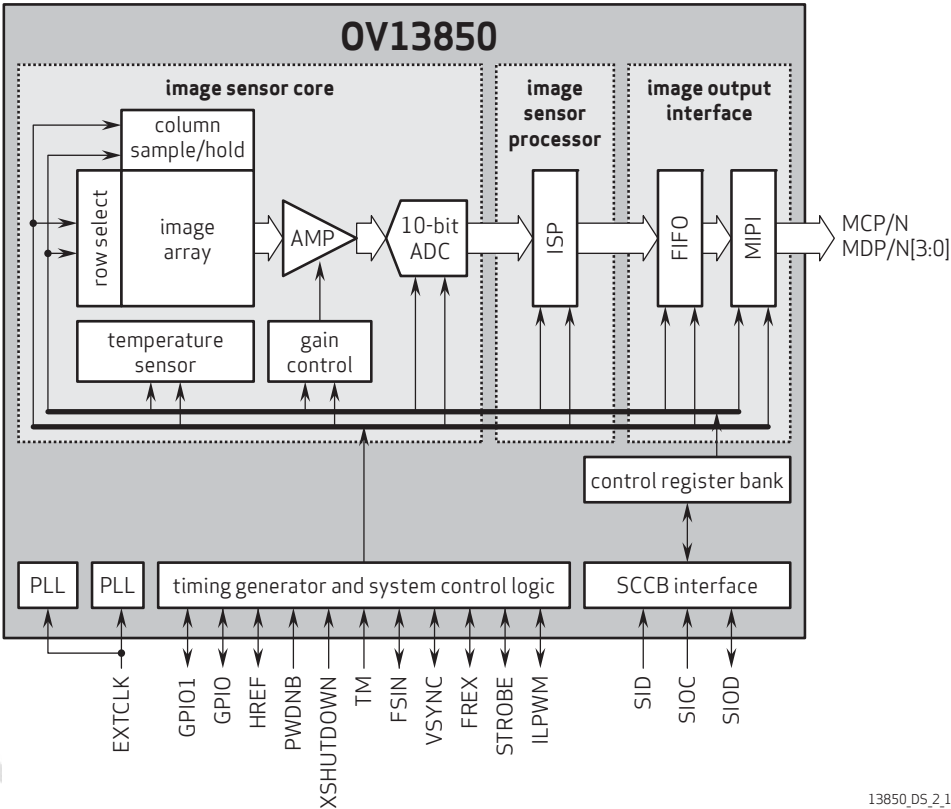 OV13850
image sensor core
image
sensor
processor
image output
interface
column
sample/hold
row select
image
array
AMP
10-bit
ADC
ISP
FIFO
MIPI
MCP/N
MDP/N[3:0]
temperature
sensor
gain
control
control register bank
PLL
PLL
timing generator and system control logic
SCCB interface
EXTCLK
GPIO1
GPIO
HREF
PWDNB
XSHUTDOWN
TM
FSIN
VSYNC
FREX
STROBE
ILPWM
SID
SIOC
SIOD
13850_DS_2_1